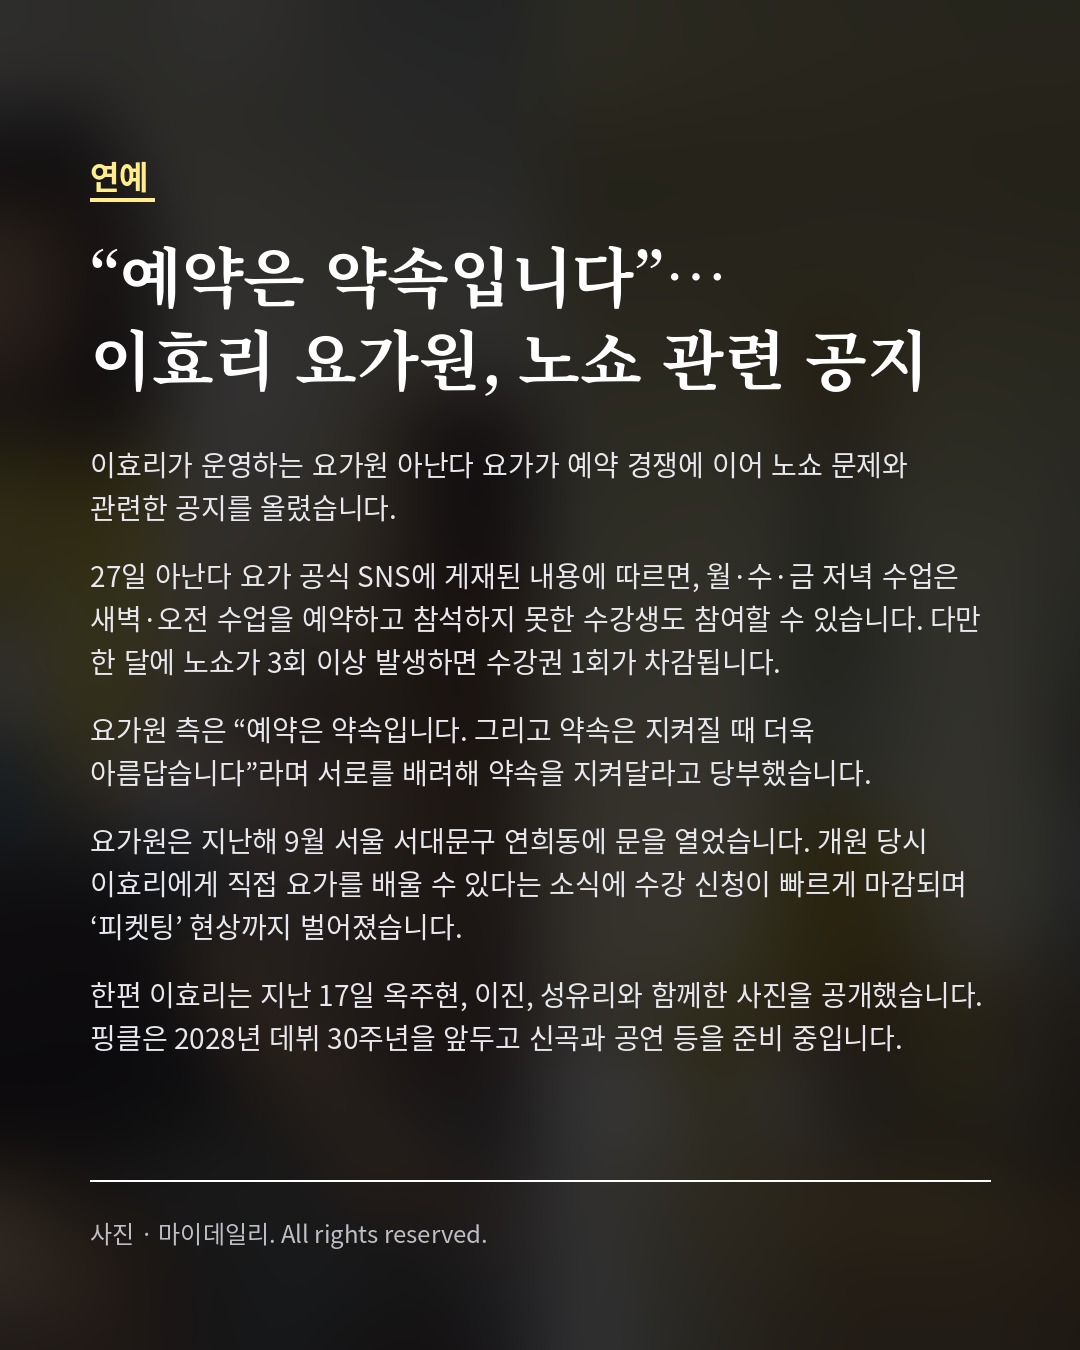 연예
“예약은 약속입니다”…
이효리 요가원, 노쇼 관련 공지
이효리가 운영하는 요가원 아난다 요가가 예약 경쟁에 이어 노쇼 문제와
관련한 공지를 올렸습니다.
27일 아난다 요가 공식 SNS에 게재된 내용에 따르면, 월·수·금 저녁 수업은
새벽·오전 수업을 예약하고 참석하지 못한 수강생도 참여할 수 있습니다. 다만
한 달에 노쇼가 3회 이상 발생하면 수강권 1회가 차감됩니다.
요가원 측은 “예약은 약속입니다. 그리고 약속은 지켜질 때 더욱
아름답습니다”라며 서로를 배려해 약속을 지켜달라고 당부했습니다.
요가원은 지난해 9월 서울 서대문구 연희동에 문을 열었습니다. 개원 당시
이효리에게 직접 요가를 배울 수 있다는 소식에 수강 신청이 빠르게 마감되며
‘피켓팅’ 현상까지 벌어졌습니다.
한편 이효리는 지난 17일 옥주현, 이진, 성유리와 함께한 사진을 공개했습니다.
핑클은 2028년 데뷔 30주년을 앞두고 신곡과 공연 등을 준비 중입니다.
사진 · 마이데일리. All rights reserved.